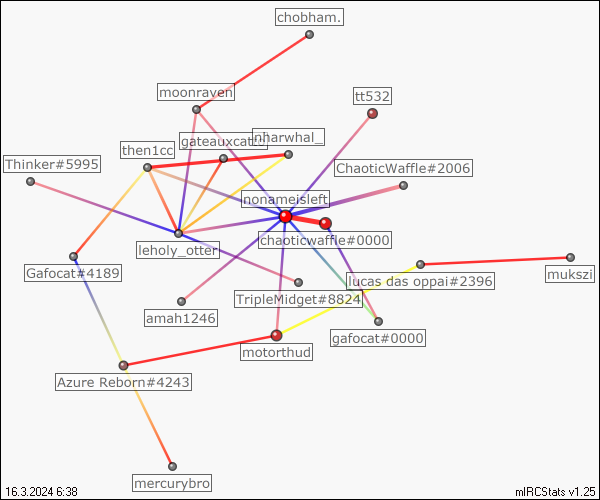 chobham.
moonraven
tt532
nharwhal_
then1cc
Thinker#5995
ChaoticWaffle#2006
nonameisleft
chaoticwaffle#0000
leholy_otter
Gafocat#4189
lucas das oppai#2396
mukszi
TripleMidget#8824
amah1246
gafocat#0000
motorthud
Azure Reborn#4243
mercurybro
16.3.2024 6:38
mIRCStats v1.25